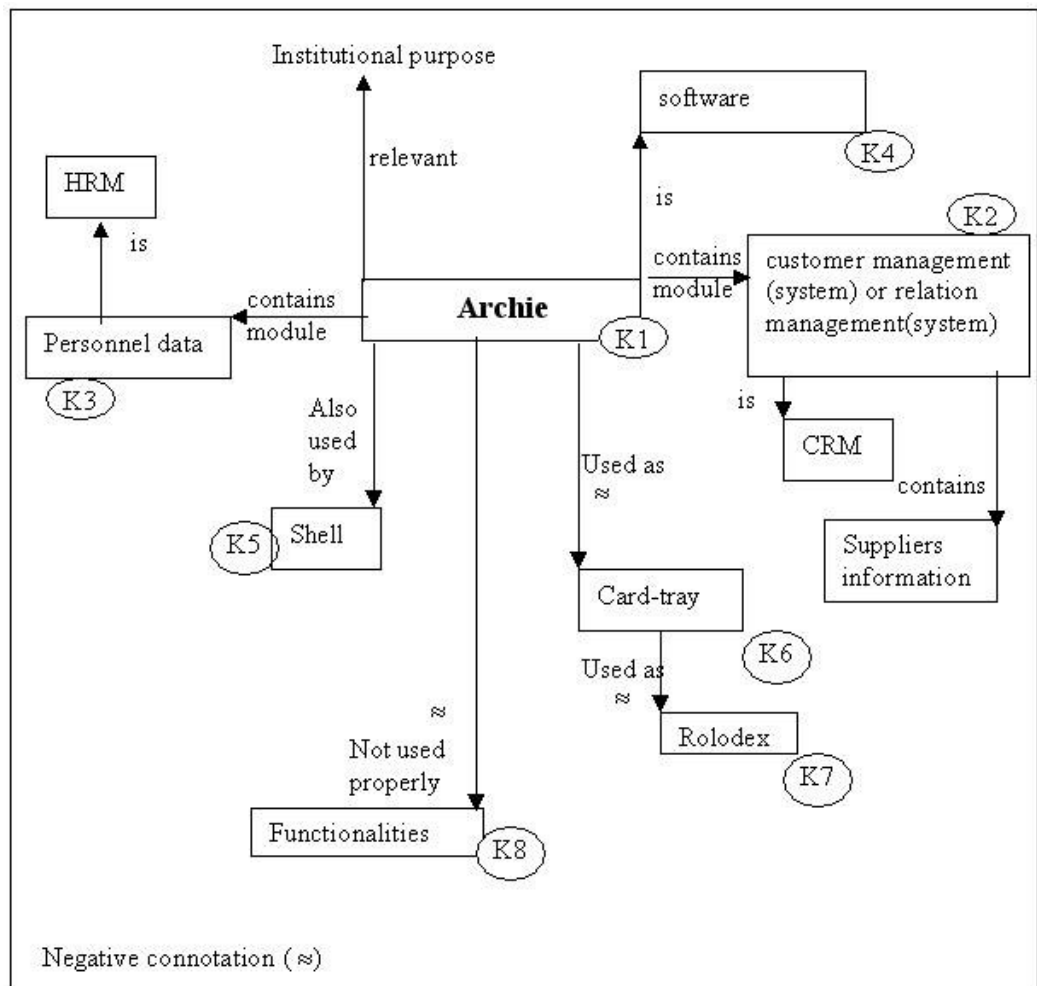 Institutional purpose
software
K4
relevant
HRM
is
is
K2
contains
module
customer management
(system) or relation
management(system)
contains
module
Archie
K1
Personnel data
K3
is
CRM
Also
used
by
Used as
≈
contains
K5
Shell
Suppliers
information
Card-tray
K6
Used as
≈
≈
Not used
properly
Rolodex
K7
Functionalities
K8
Negative connotation (≈)